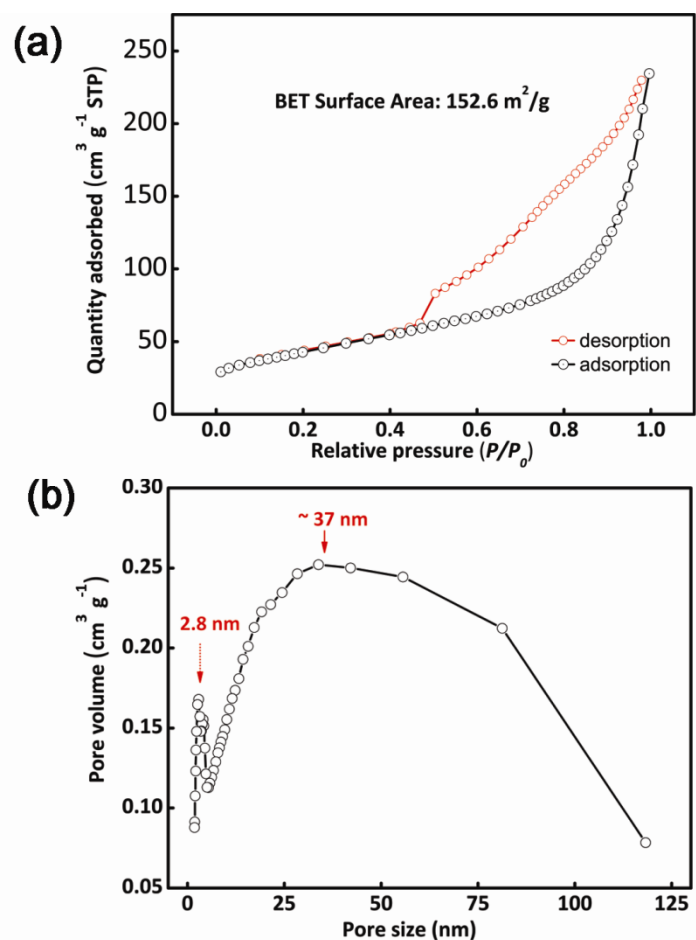 (a)
250
200
150
100
50
0
Quantity adsorbed (cm³ g⁻¹ STP)
BET Surface Area: 152.6 m²/g
desorption
adsorption
0.0 0.2 0.4 0.6 0.8 1.0
Relative pressure (P/P₀)
(b)
0.30
0.25
0.20
0.15
0.10
0.05
Pore volume (cm³ g⁻¹)
~ 37 nm
2.8 nm
0 25 50 75 100 125
Pore size (nm)